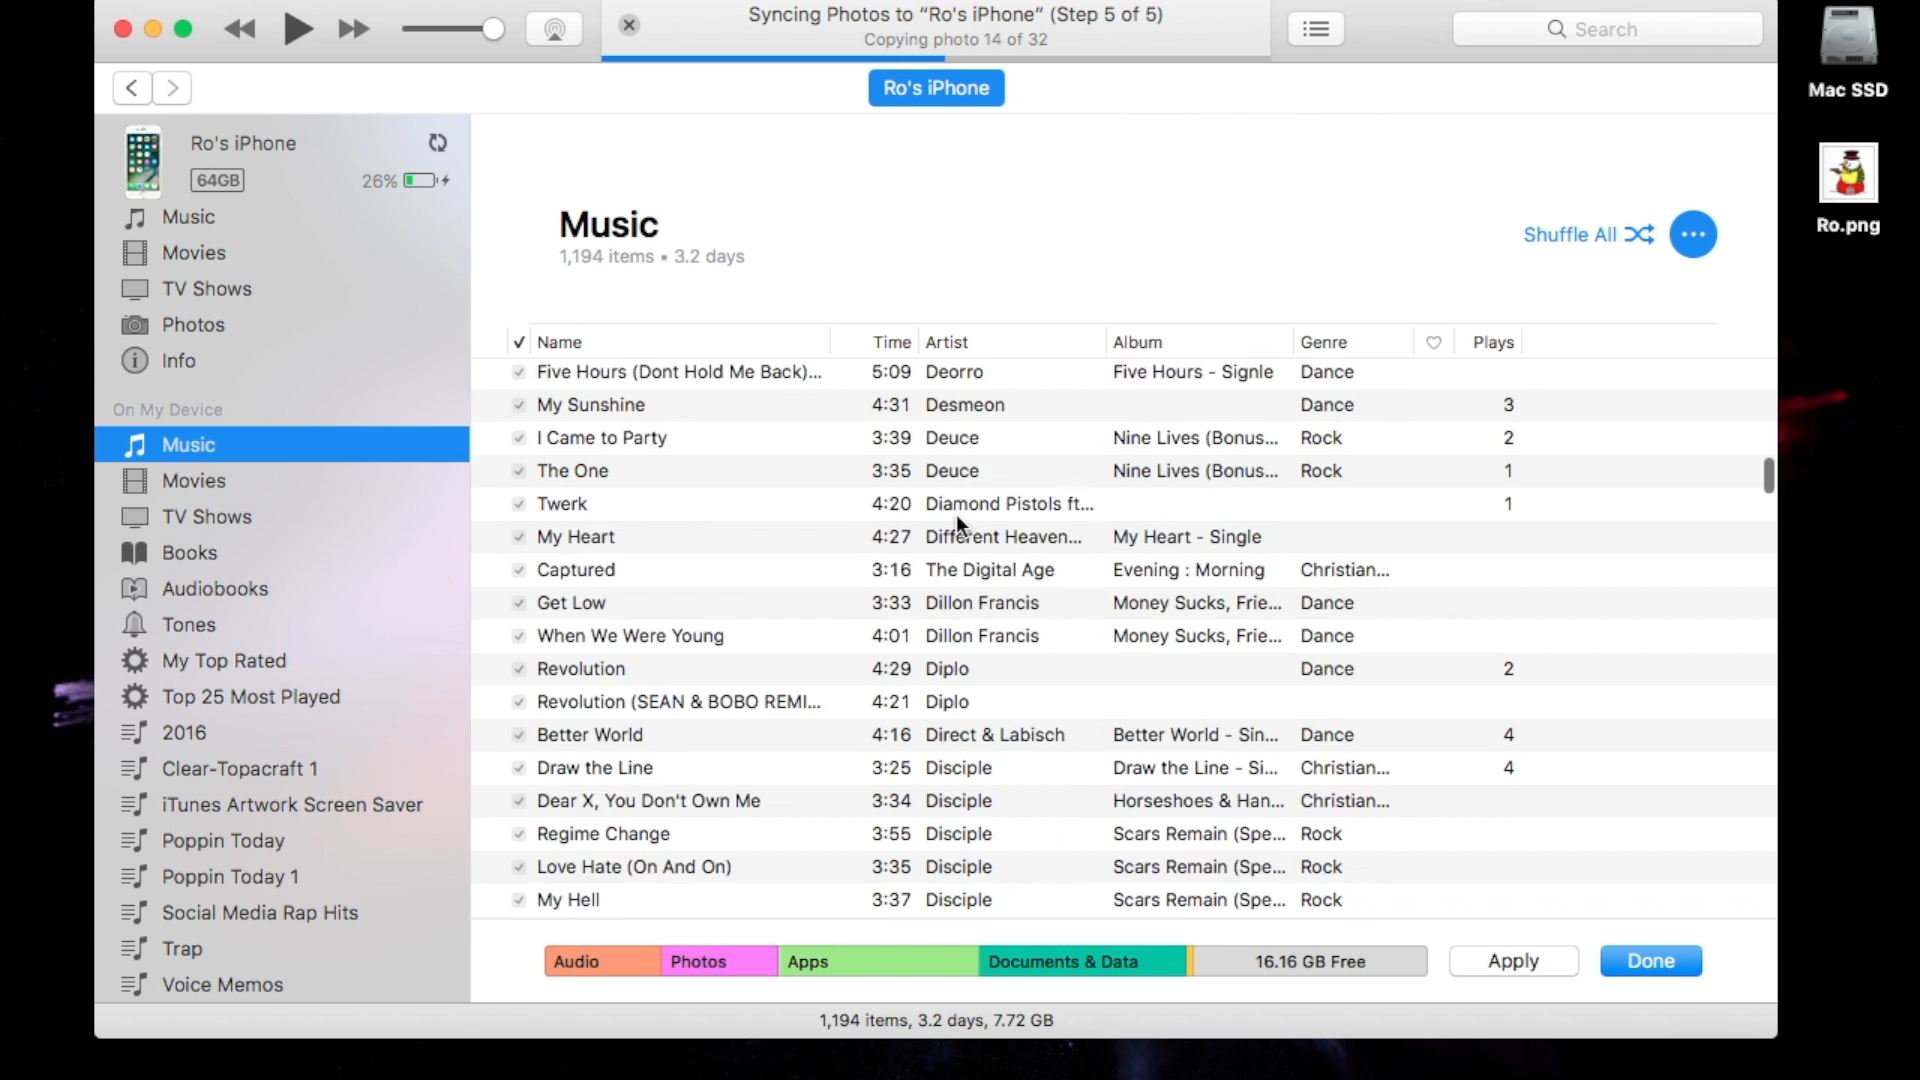 Syncing Photos to “Ro's iPhone” (Step 5 of 5)
Copying photo 14 of 32
Search
Mac SSD
Ro.png
Ro's iPhone
Ro's iPhone
64GB
26%
Music
Movies
TV Shows
Photos
Info
On My Device
Music
Movies
TV Shows
Books
Audiobooks
Tones
My Top Rated
Top 25 Most Played
2016
Clear-Topacraft 1
iTunes Artwork Screen Saver
Poppin Today
Poppin Today 1
Social Media Rap Hits
Trap
Voice Memos
Music
1,194 items • 3.2 days
Shuffle All
Name Time Artist Album Genre Plays
Five Hours (Dont Hold Me Back)... 5:09 Deorro Five Hours - Signle Dance
My Sunshine 4:31 Desmeon Dance 3
I Came to Party 3:39 Deuce Nine Lives (Bonus... Rock 2
The One 3:35 Deuce Nine Lives (Bonus... Rock 1
Twerk 4:20 Diamond Pistols ft... 1
My Heart 4:27 Different Heaven... My Heart - Single
Captured 3:16 The Digital Age Evening : Morning Christian...
Get Low 3:33 Dillon Francis Money Sucks, Frie... Dance
When We Were Young 4:01 Dillon Francis Money Sucks, Frie... Dance
Revolution 4:29 Diplo Dance 2
Revolution (SEAN & BOBO REMI... 4:21 Diplo
Better World 4:16 Direct & Labisch Better World - Sin... Dance 4
Draw the Line 3:25 Disciple Draw the Line - Si... Christian... 4
Dear X, You Don't Own Me 3:34 Disciple Horseshoes & Han... Christian...
Regime Change 3:55 Disciple Scars Remain (Spe... Rock
Love Hate (On And On) 3:35 Disciple Scars Remain (Spe... Rock
My Hell 3:37 Disciple Scars Remain (Spe... Rock
Audio Photos Apps Documents & Data 16.16 GB Free Apply Done
1,194 items, 3.2 days, 7.72 GB